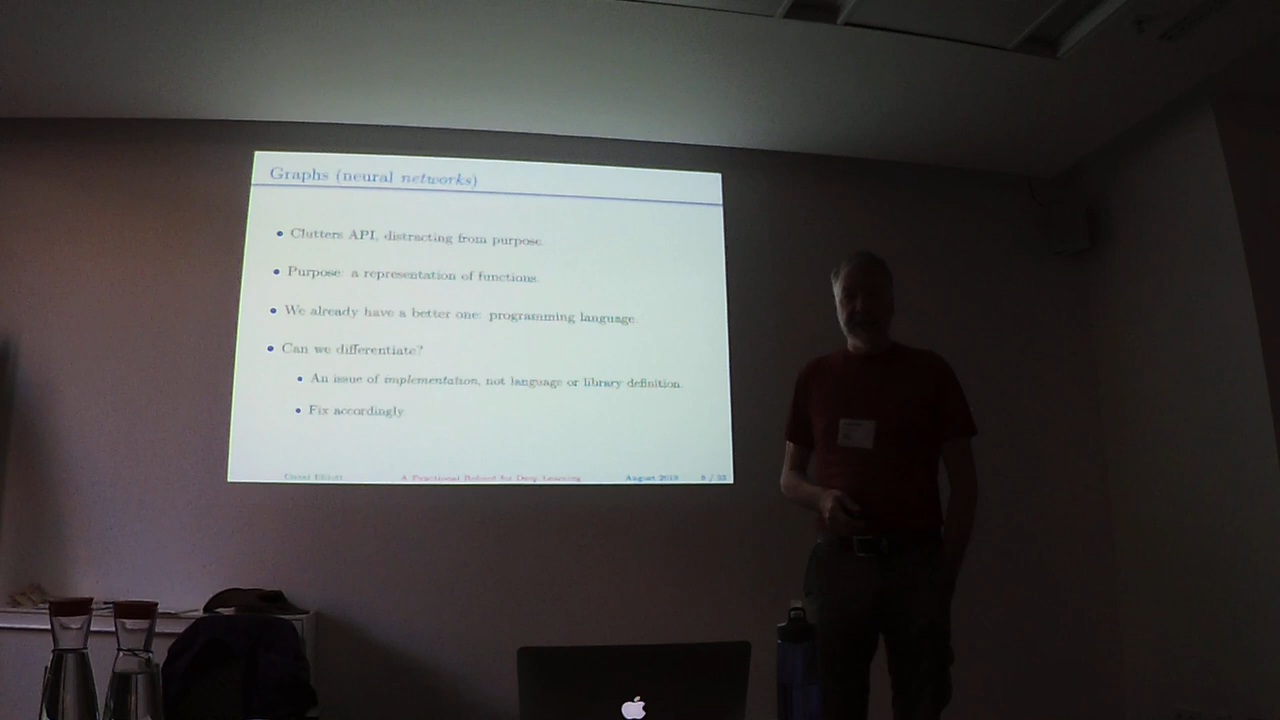 Graphs (neural networks)
Clutters API, distracting from purpose.
Purpose: a representation of functions.
We already have a better one: programming language.
Can we differentiate?
An issue of implementation, not language or library definition.
Fix accordingly.
Conal Elliott A Functional Reboot for Deep Learning August 2019